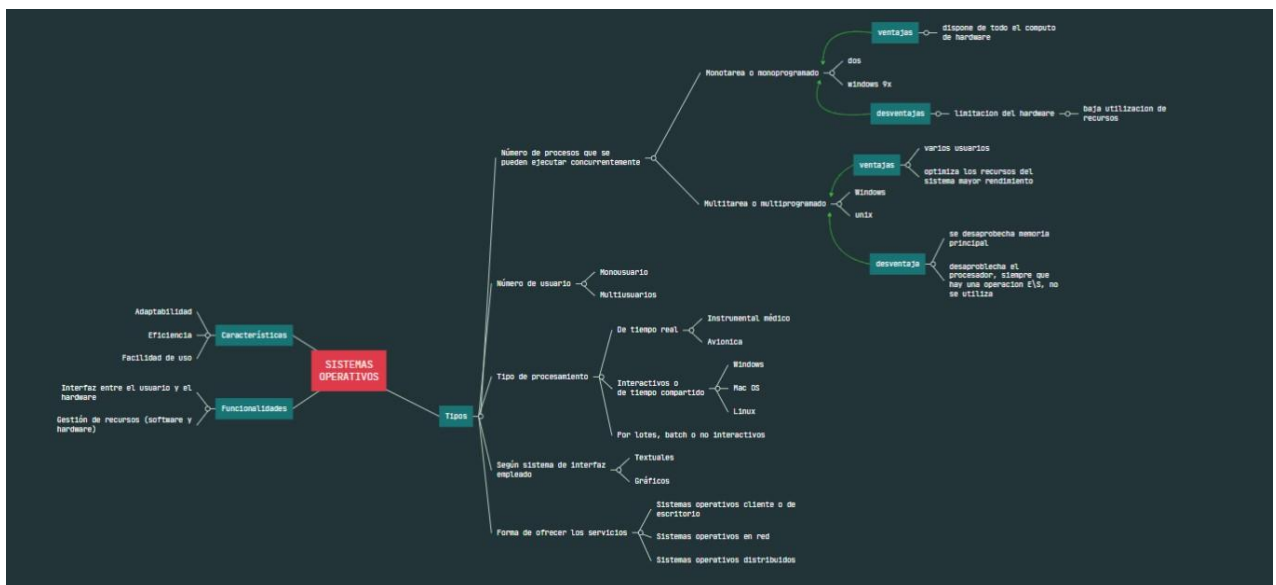 SISTEMAS
OPERATIVOS
Características
Adaptabilidad
Eficiencia
Facilidad de uso
Funcionalidades
Interfaz entre el usuario y el
hardware
Gestión de recursos (software y
hardware)
Tipos
Número de procesos que se
pueden ejecutar concurrentemente
Monotarea o monoprogramado
ventajas
dispone de todo el computo
de hardware
dos
windows 9x
desventajas
limitacion del hardware
baja utilizacion de
recursos
Multitarea o multiprogramado
ventajas
varios usuarios
optimiza los recursos del
sistema mayor rendimiento
Windows
unix
desventaja
se desaprobecha memoria
principal
desaproblecha el
procesador, siempre que
hay una operacion E\S, no
se utiliza
Número de usuario
Monousuario
Multiusuarios
Tipo de procesamiento
De tiempo real
Instrumental médico
Avionica
Interactivos o
de tiempo compartido
Windows
Mac OS
Linux
Por lotes, batch o no interactivos
Según sistema de interfaz
empleado
Textuales
Gráficos
Forma de ofrecer los servicios
Sistemas operativos cliente o de
escritorio
Sistemas operativos en red
Sistemas operativos distribuidos